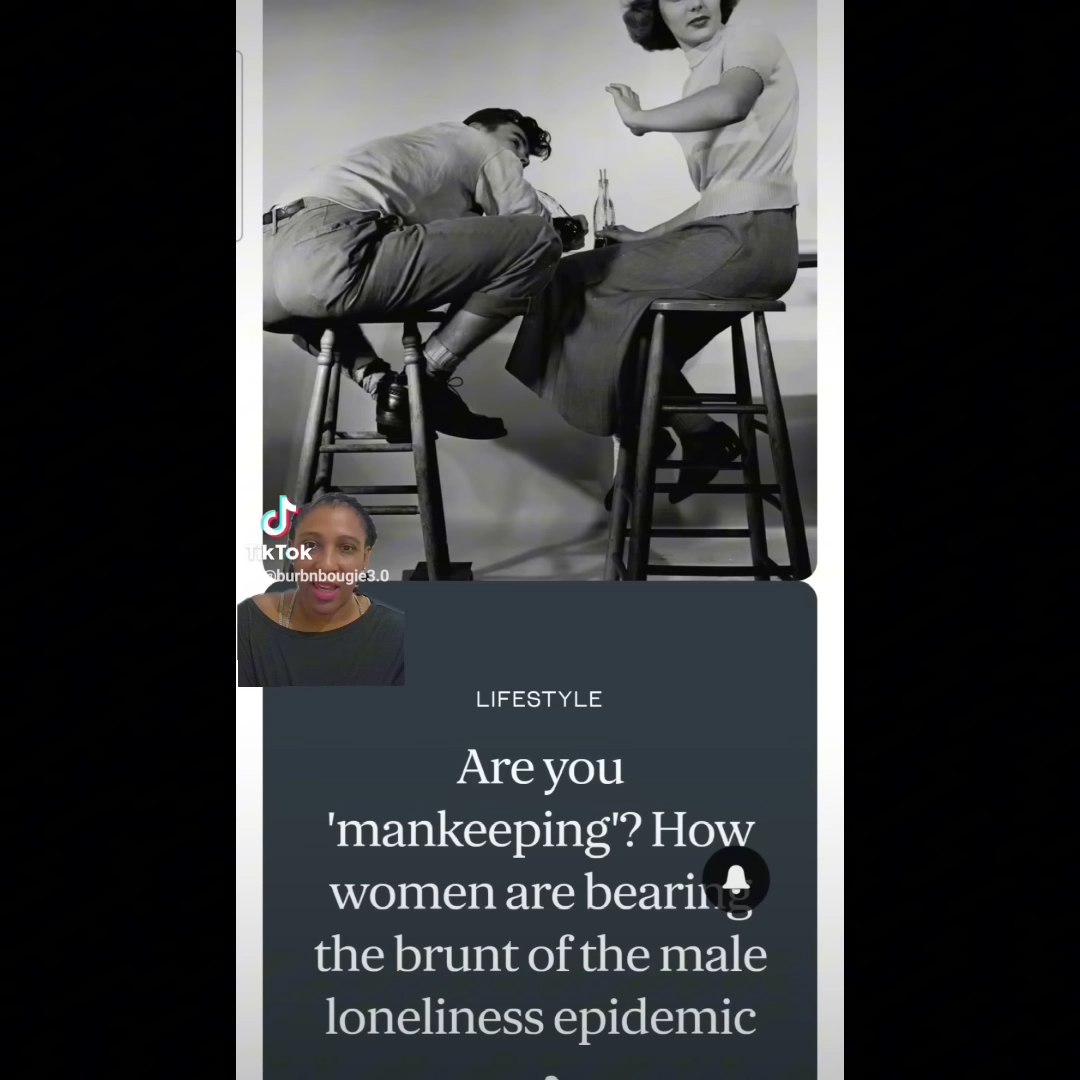 TikTok
@burbnbougie3.0
LIFESTYLE
Are you
'mankeeping'? How
women are bearing
the brunt of the male
loneliness epidemic